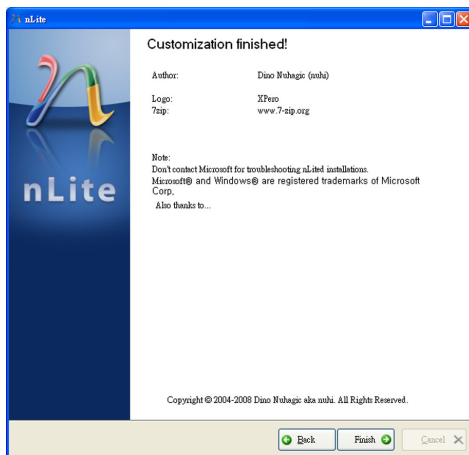 nLite
Customization finished!
Author: Dino Nuhagic (nuhi)
Logo: XPero
7zip: www.7-zip.org
Note:
Don't contact Microsoft for troubleshooting nLited installations.
Microsoft® and Windows® are registered trademarks of Microsoft
Corp.
Also thanks to...
nLite
Copyright © 2004-2008 Dino Nuhagic aka nuhi. All Rights Reserved.
Back Finish Cancel